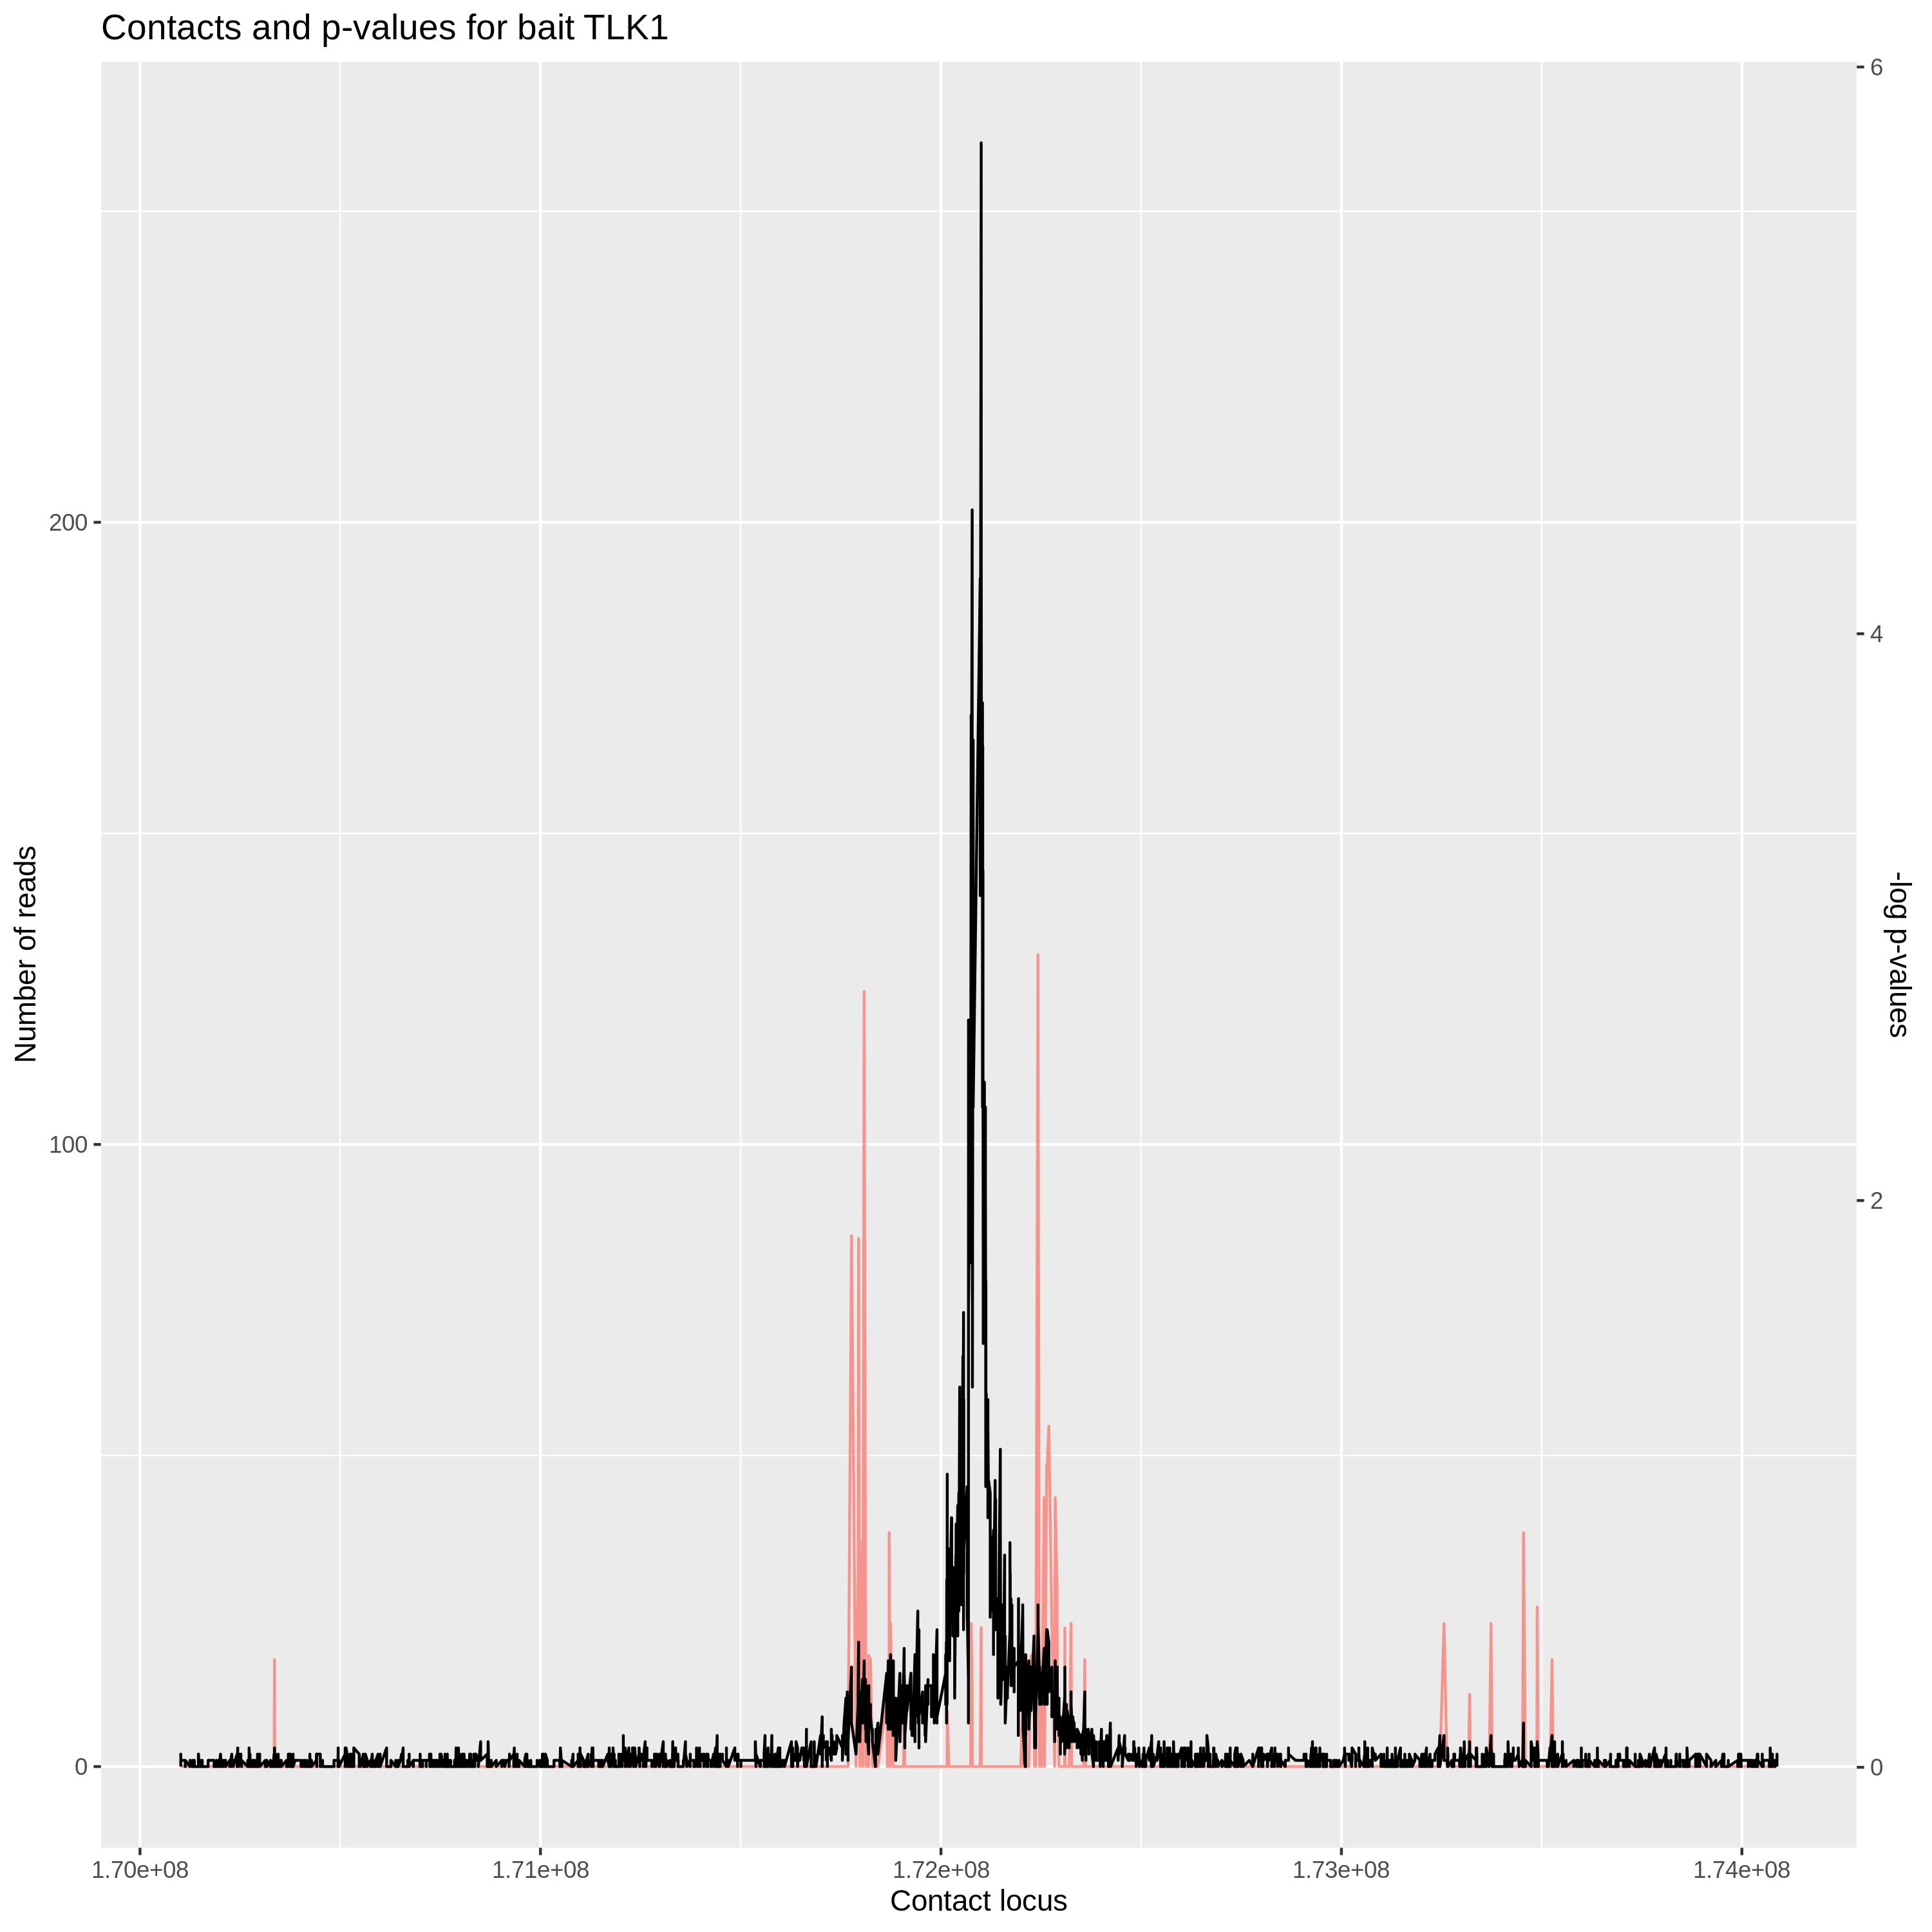 Contacts and p-values for bait TLK1
6
200
4
Number of reads
-log p-values
100
2
0
0
1.70e+08
1.71e+08
1.72e+08
1.73e+08
1.74e+08
Contact locus